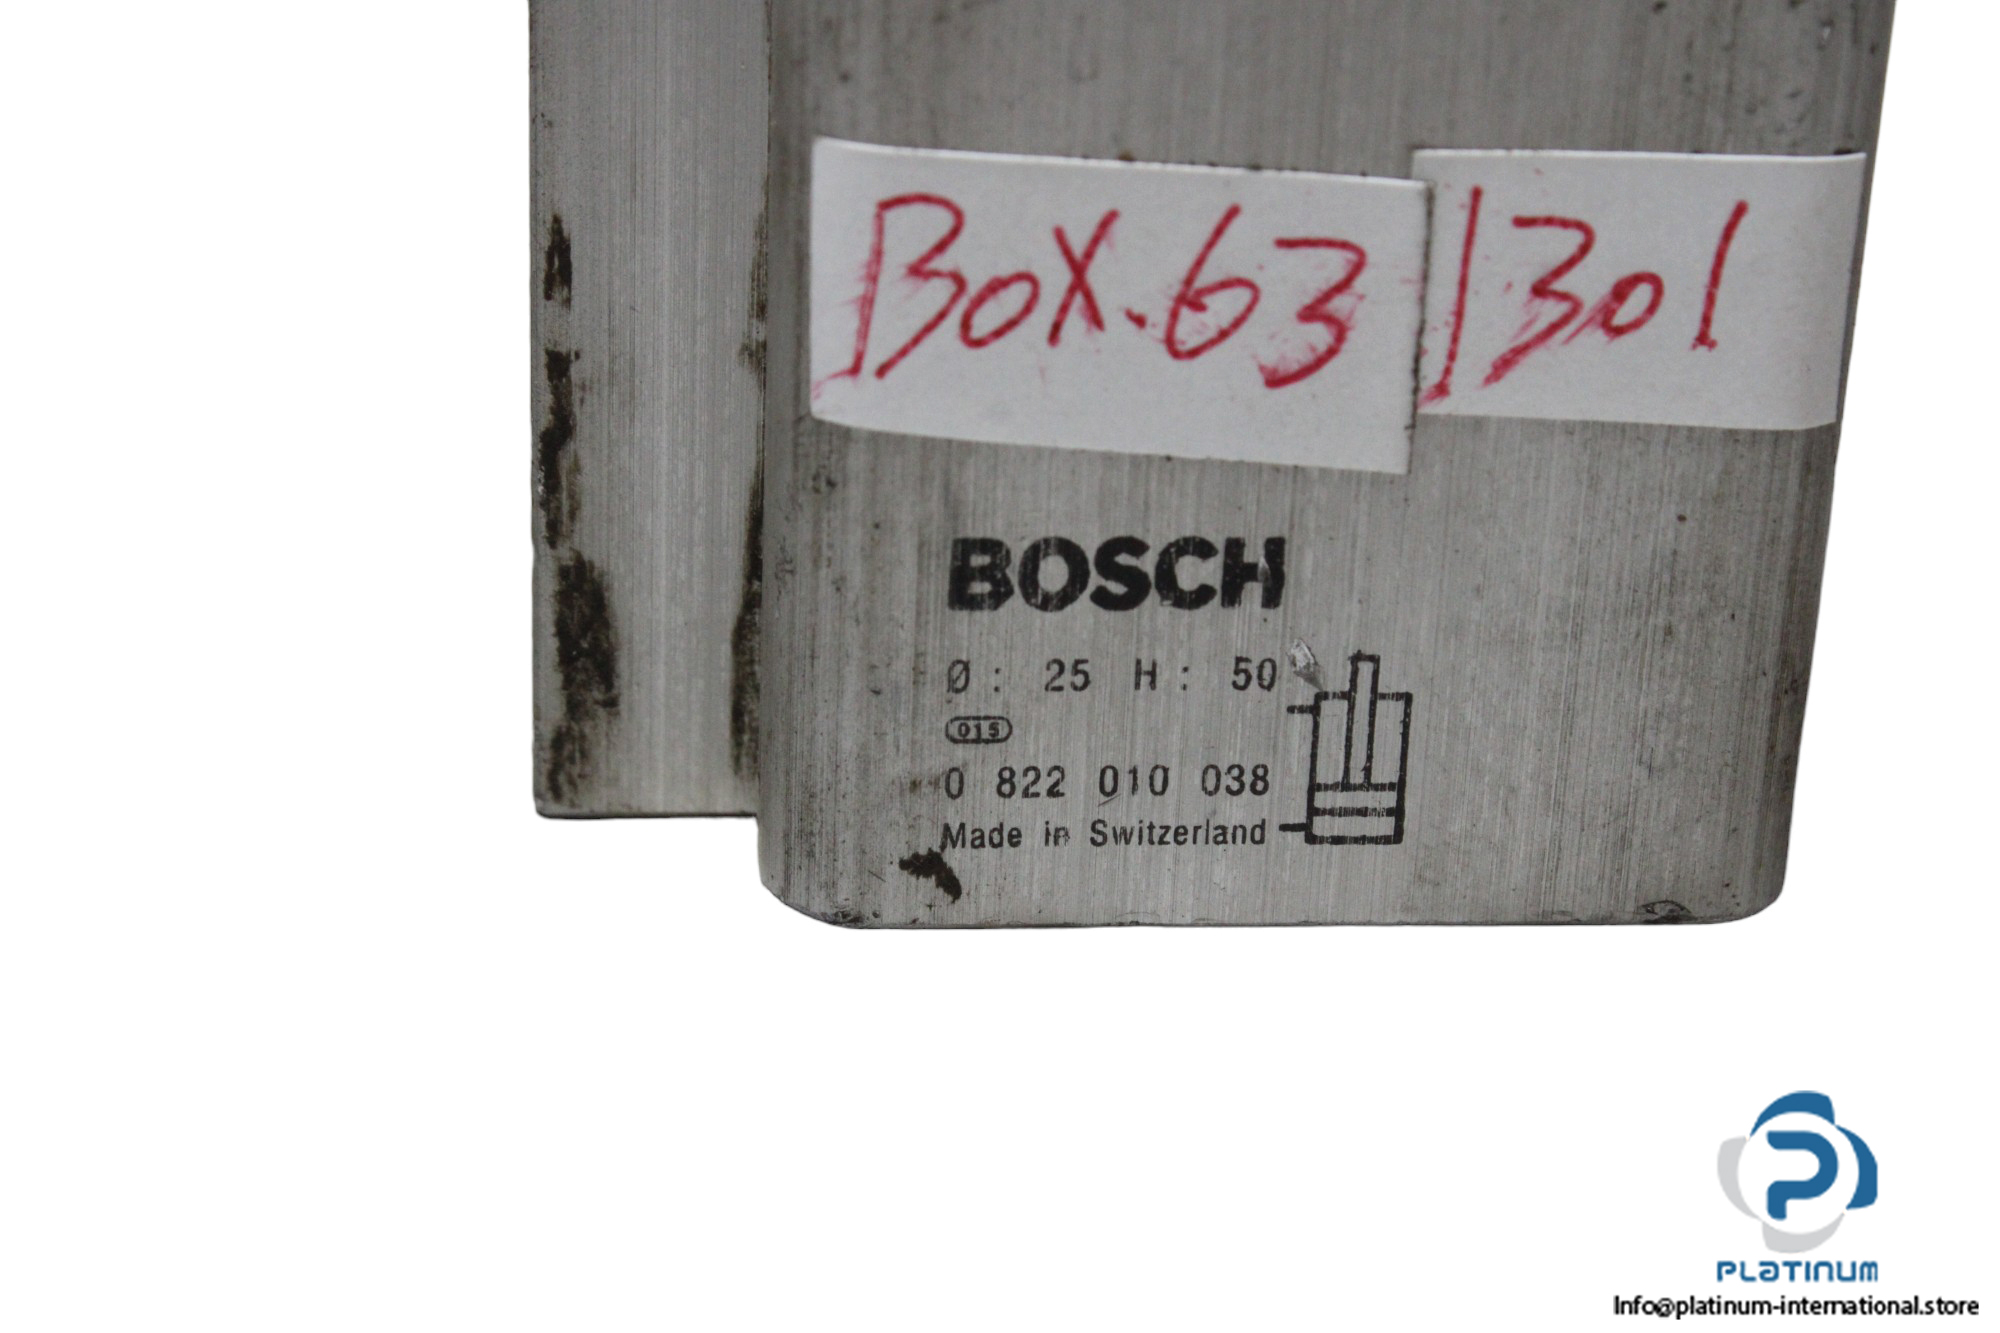 BOX.63 1301
BOSCH
Ø: 25 H: 50
015
0 822 010 038
Made in Switzerland
P
PLATINUM
Info@platinum-international.store